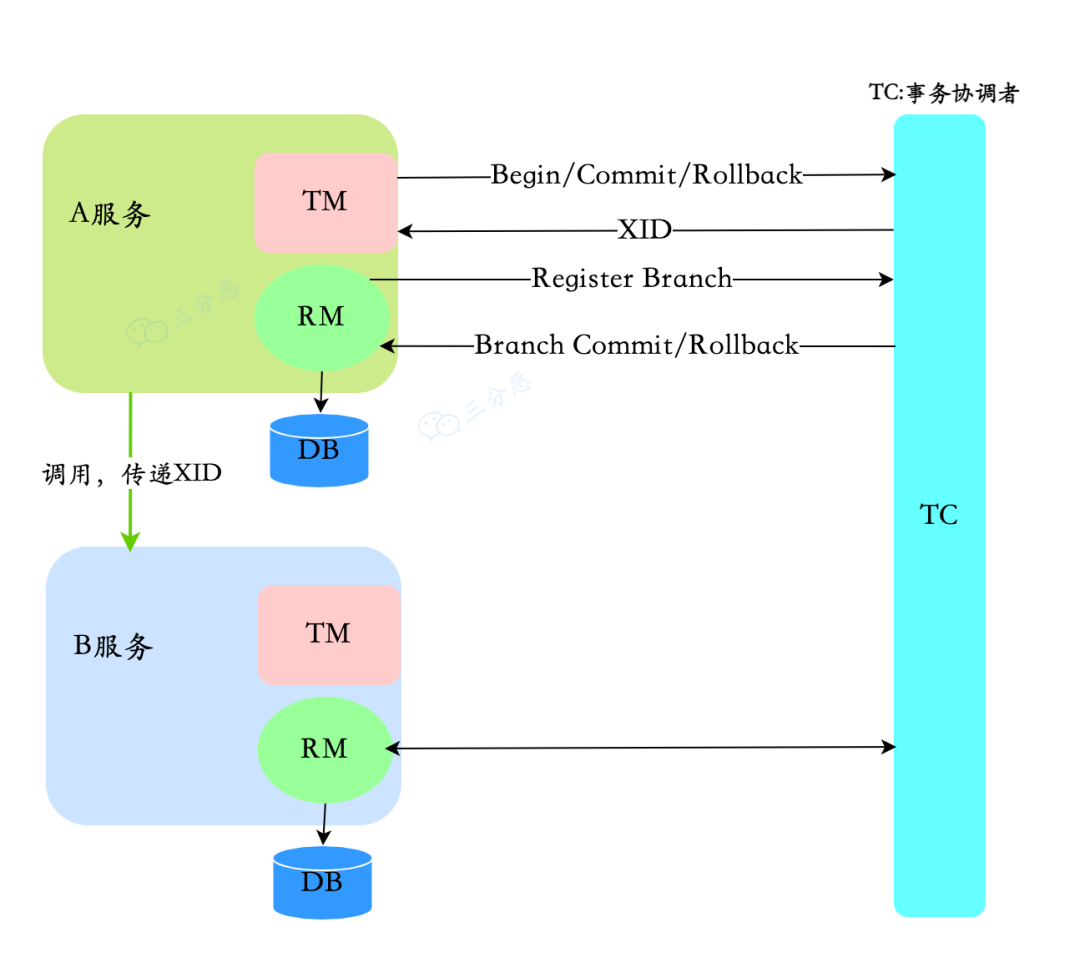 TC:事务协调者
A服务
TM
Begin/Commit/Rollback
XID
Register Branch
RM
Branch Commit/Rollback
三分恶
三分恶
DB
调用，传递XID
TC
B服务
TM
RM
DB